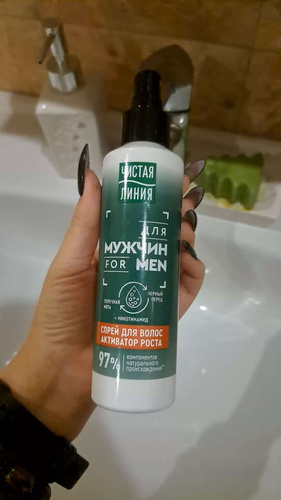 ЧИСТАЯ
ЛИНИЯ
ДЛЯ
МУЖЧИН
FOR MEN
ПЕРЕЧНАЯ
МЯТА
ЧЕРНЫЙ
ПЕРЕЦ
+ НИКОТИНАМИД
СПРЕЙ ДЛЯ ВОЛОС
АКТИВАТОР РОСТА
97%
компонентов
натурального
происхождения*